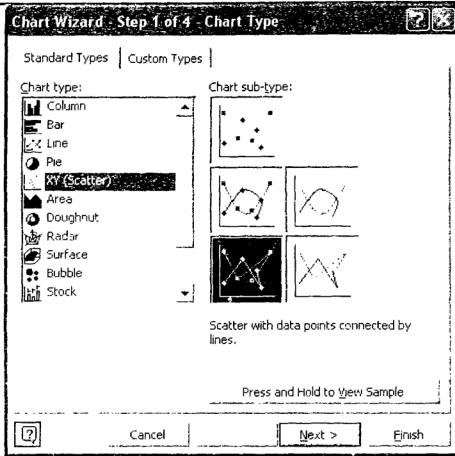 Chart Wizard - Step 1 of 4 - Chart Type
Standard Types
Custom Types
Chart type:
Column
Bar
Line
Pie
XY (Scatter)
Area
Doughnut
Radar
Surface
Bubble
Stock
Chart sub-type:
Scatter with data points connected by
lines.
Press and Hold to View Sample
Cancel
Next >
Finish